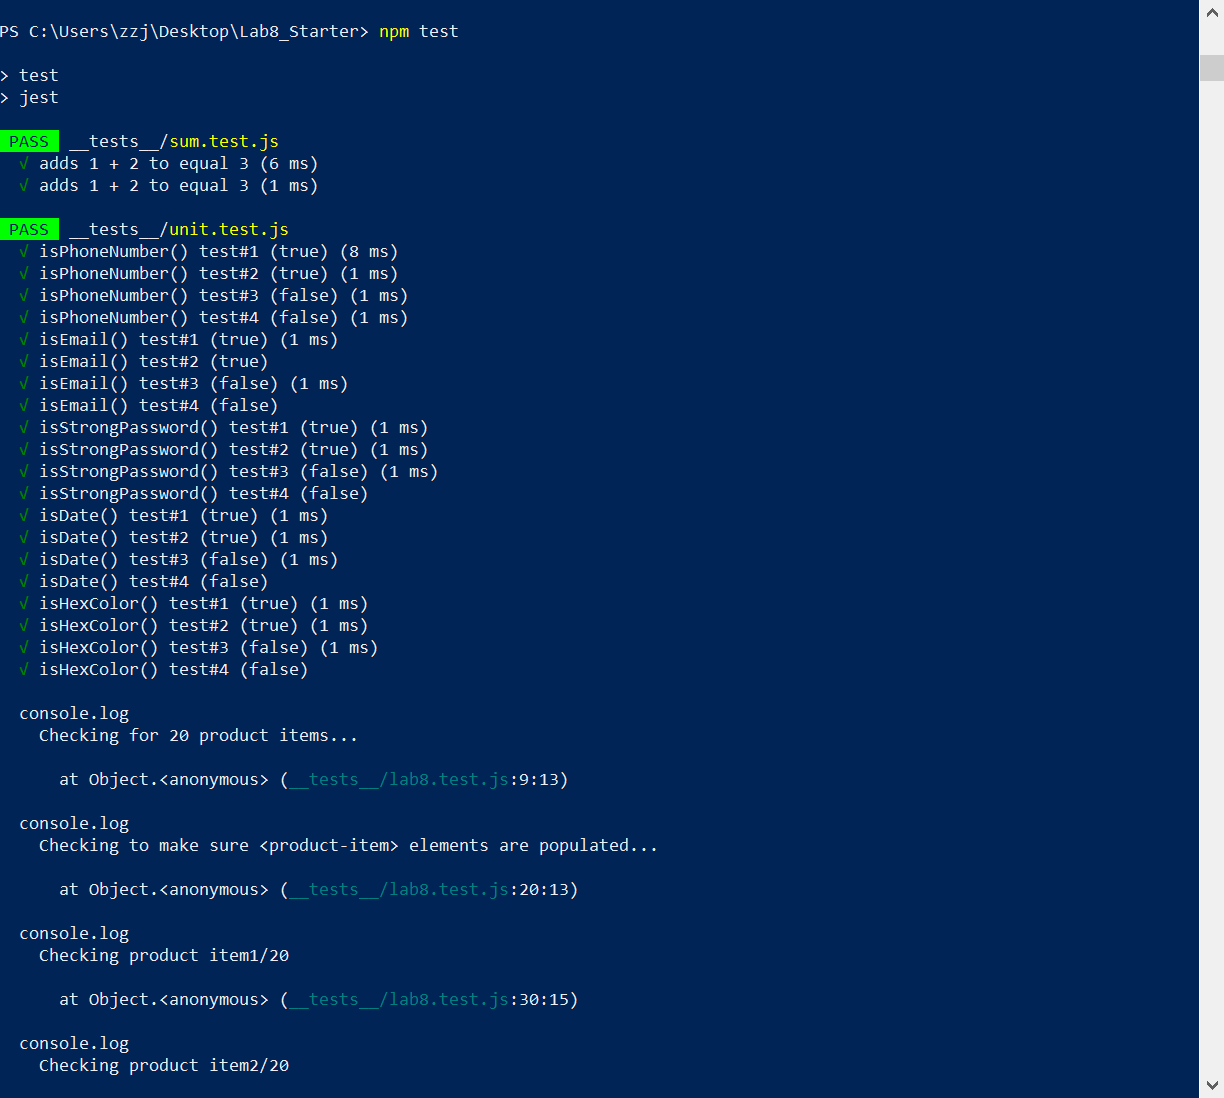 PS C:\Users\zzj\Desktop\Lab8_Starter> npm test
> test
> jest
PASS __tests__/sum.test.js
√ adds 1 + 2 to equal 3 (6 ms)
√ adds 1 + 2 to equal 3 (1 ms)
PASS __tests__/unit.test.js
√ isPhoneNumber() test#1 (true) (8 ms)
√ isPhoneNumber() test#2 (true) (1 ms)
√ isPhoneNumber() test#3 (false) (1 ms)
√ isPhoneNumber() test#4 (false) (1 ms)
√ isEmail() test#1 (true) (1 ms)
√ isEmail() test#2 (true)
√ isEmail() test#3 (false) (1 ms)
√ isEmail() test#4 (false)
√ isStrongPassword() test#1 (true) (1 ms)
√ isStrongPassword() test#2 (true) (1 ms)
√ isStrongPassword() test#3 (false) (1 ms)
√ isStrongPassword() test#4 (false)
√ isDate() test#1 (true) (1 ms)
√ isDate() test#2 (true) (1 ms)
√ isDate() test#3 (false) (1 ms)
√ isDate() test#4 (false)
√ isHexColor() test#1 (true) (1 ms)
√ isHexColor() test#2 (true) (1 ms)
√ isHexColor() test#3 (false) (1 ms)
√ isHexColor() test#4 (false)
console.log
Checking for 20 product items...
at Object.<anonymous> (__tests__/lab8.test.js:9:13)
console.log
Checking to make sure <product-item> elements are populated...
at Object.<anonymous> (__tests__/lab8.test.js:20:13)
console.log
Checking product item1/20
at Object.<anonymous> (__tests__/lab8.test.js:30:15)
console.log
Checking product item2/20